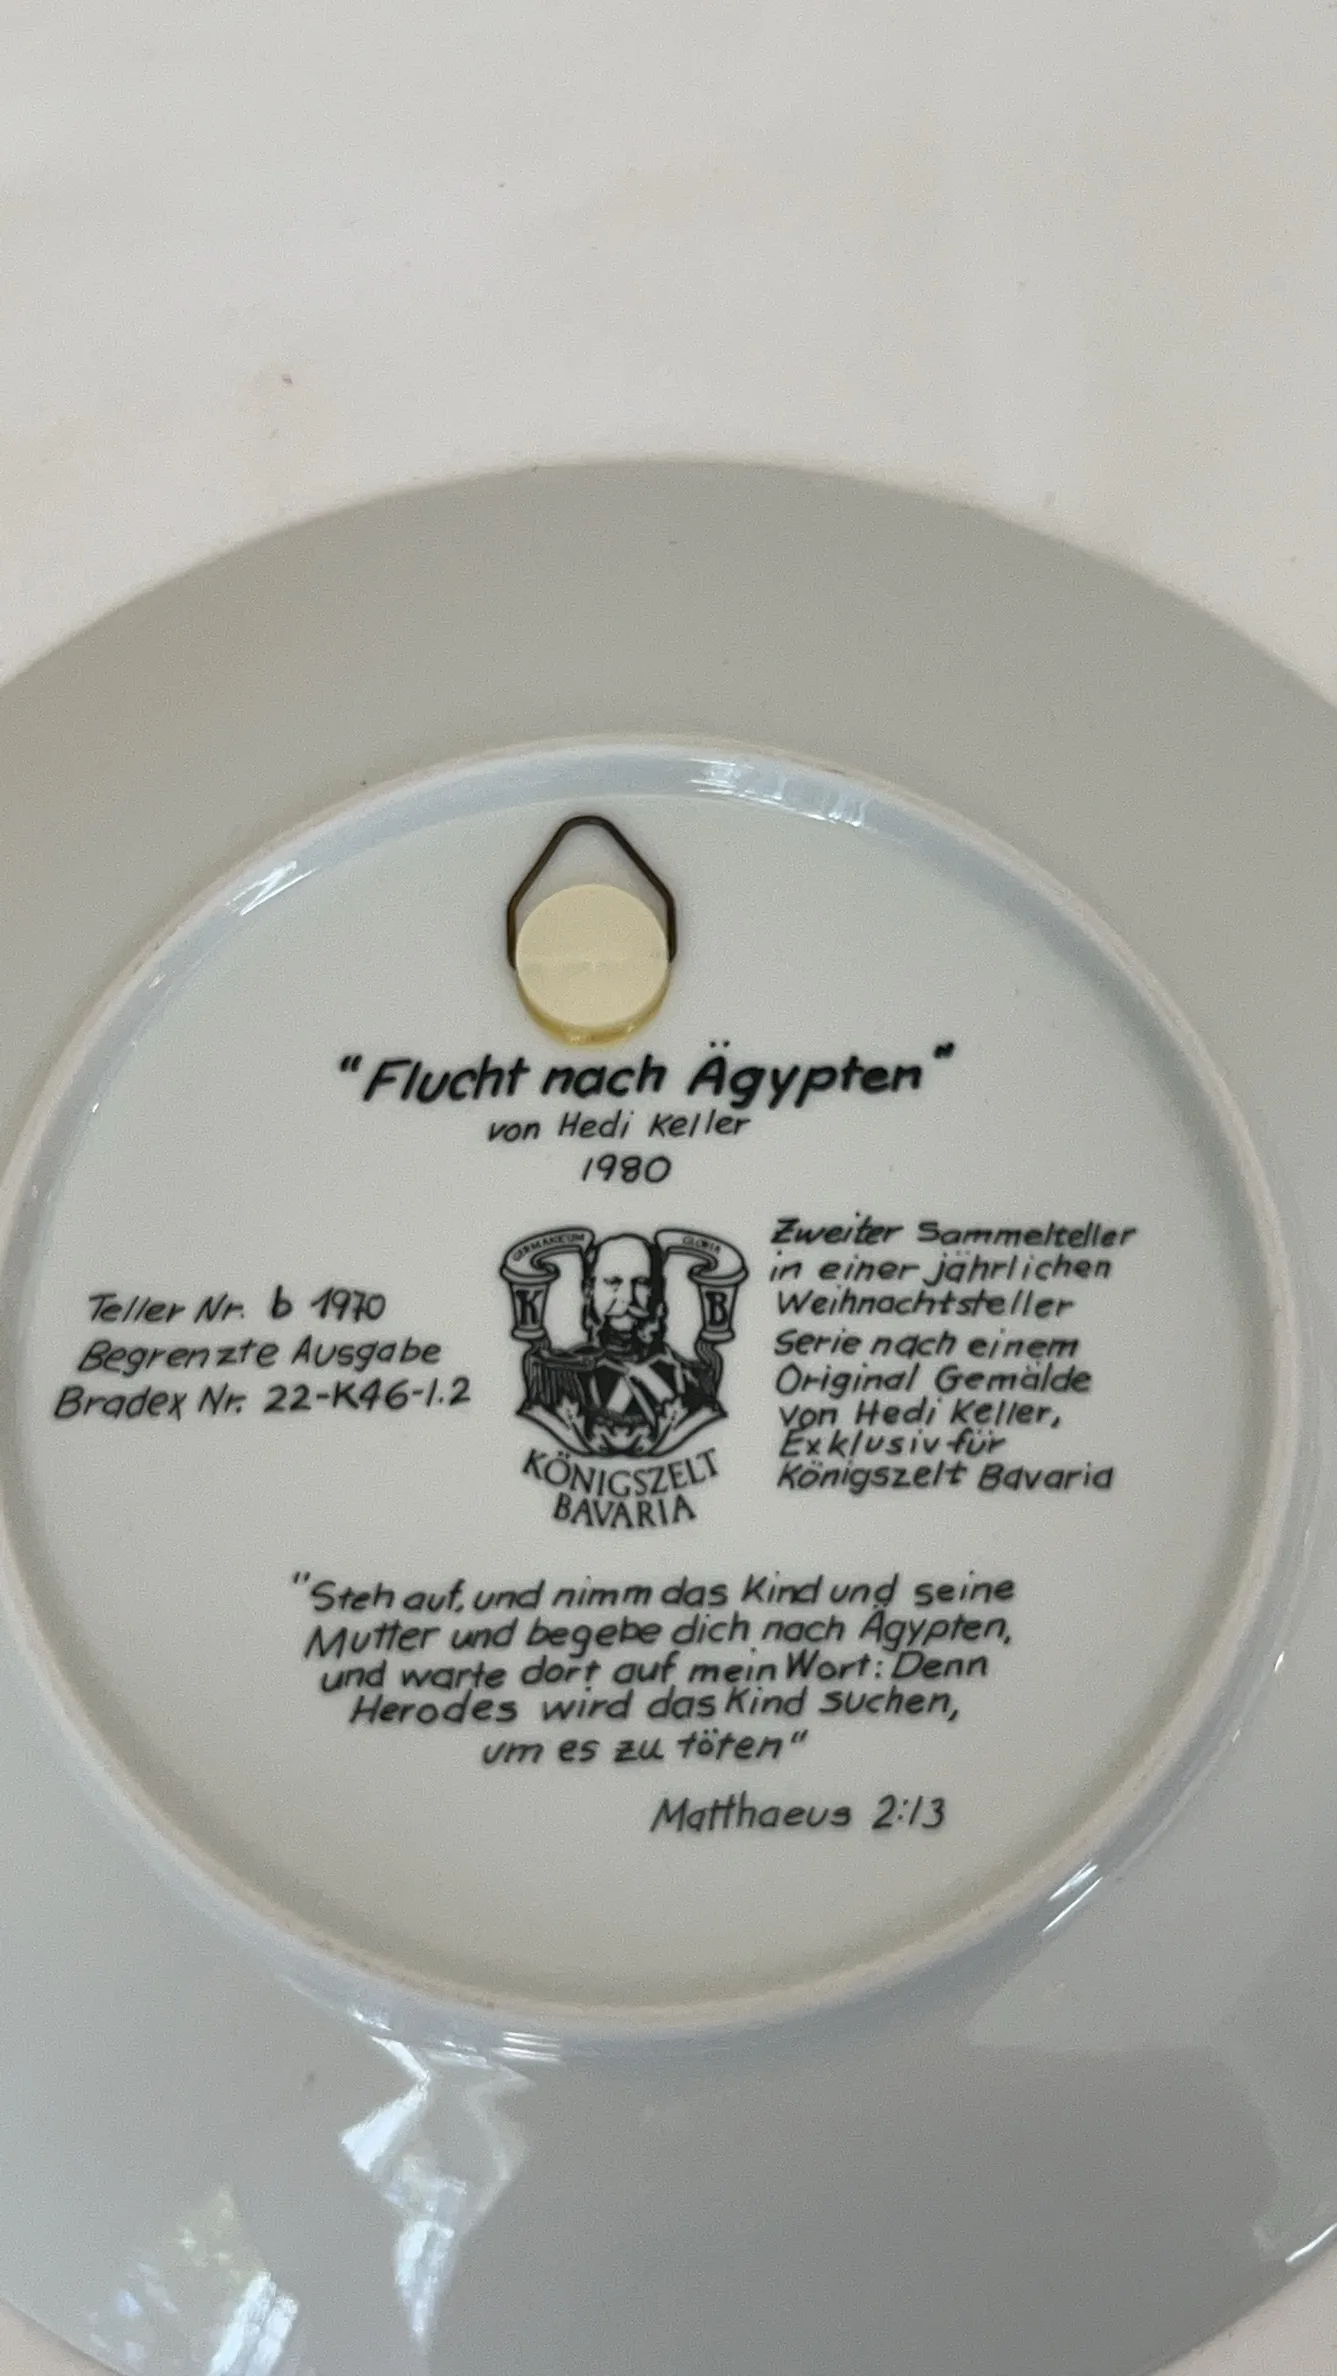 "Flucht nach Ägypten"
von Hedi Keller
1980
Teller Nr. b 1970
Begrenzte Ausgabe
Bradex Nr. 22-K46-1.2
GERMANICUM GLORIA
K B
KÖNIGSZELT
BAVARIA
Zweiter Sammelteller
in einer jährlichen
Weihnachtsteller
Serie nach einem
Original Gemälde
von Hedi Keller,
Exklusiv für
Königszelt Bavaria
"Steh auf, und nimm das Kind und seine
Mutter und begebe dich nach Ägypten,
und warte dort auf mein Wort: Denn
Herodes wird das Kind suchen,
um es zu töten"
Matthaeus 2:13